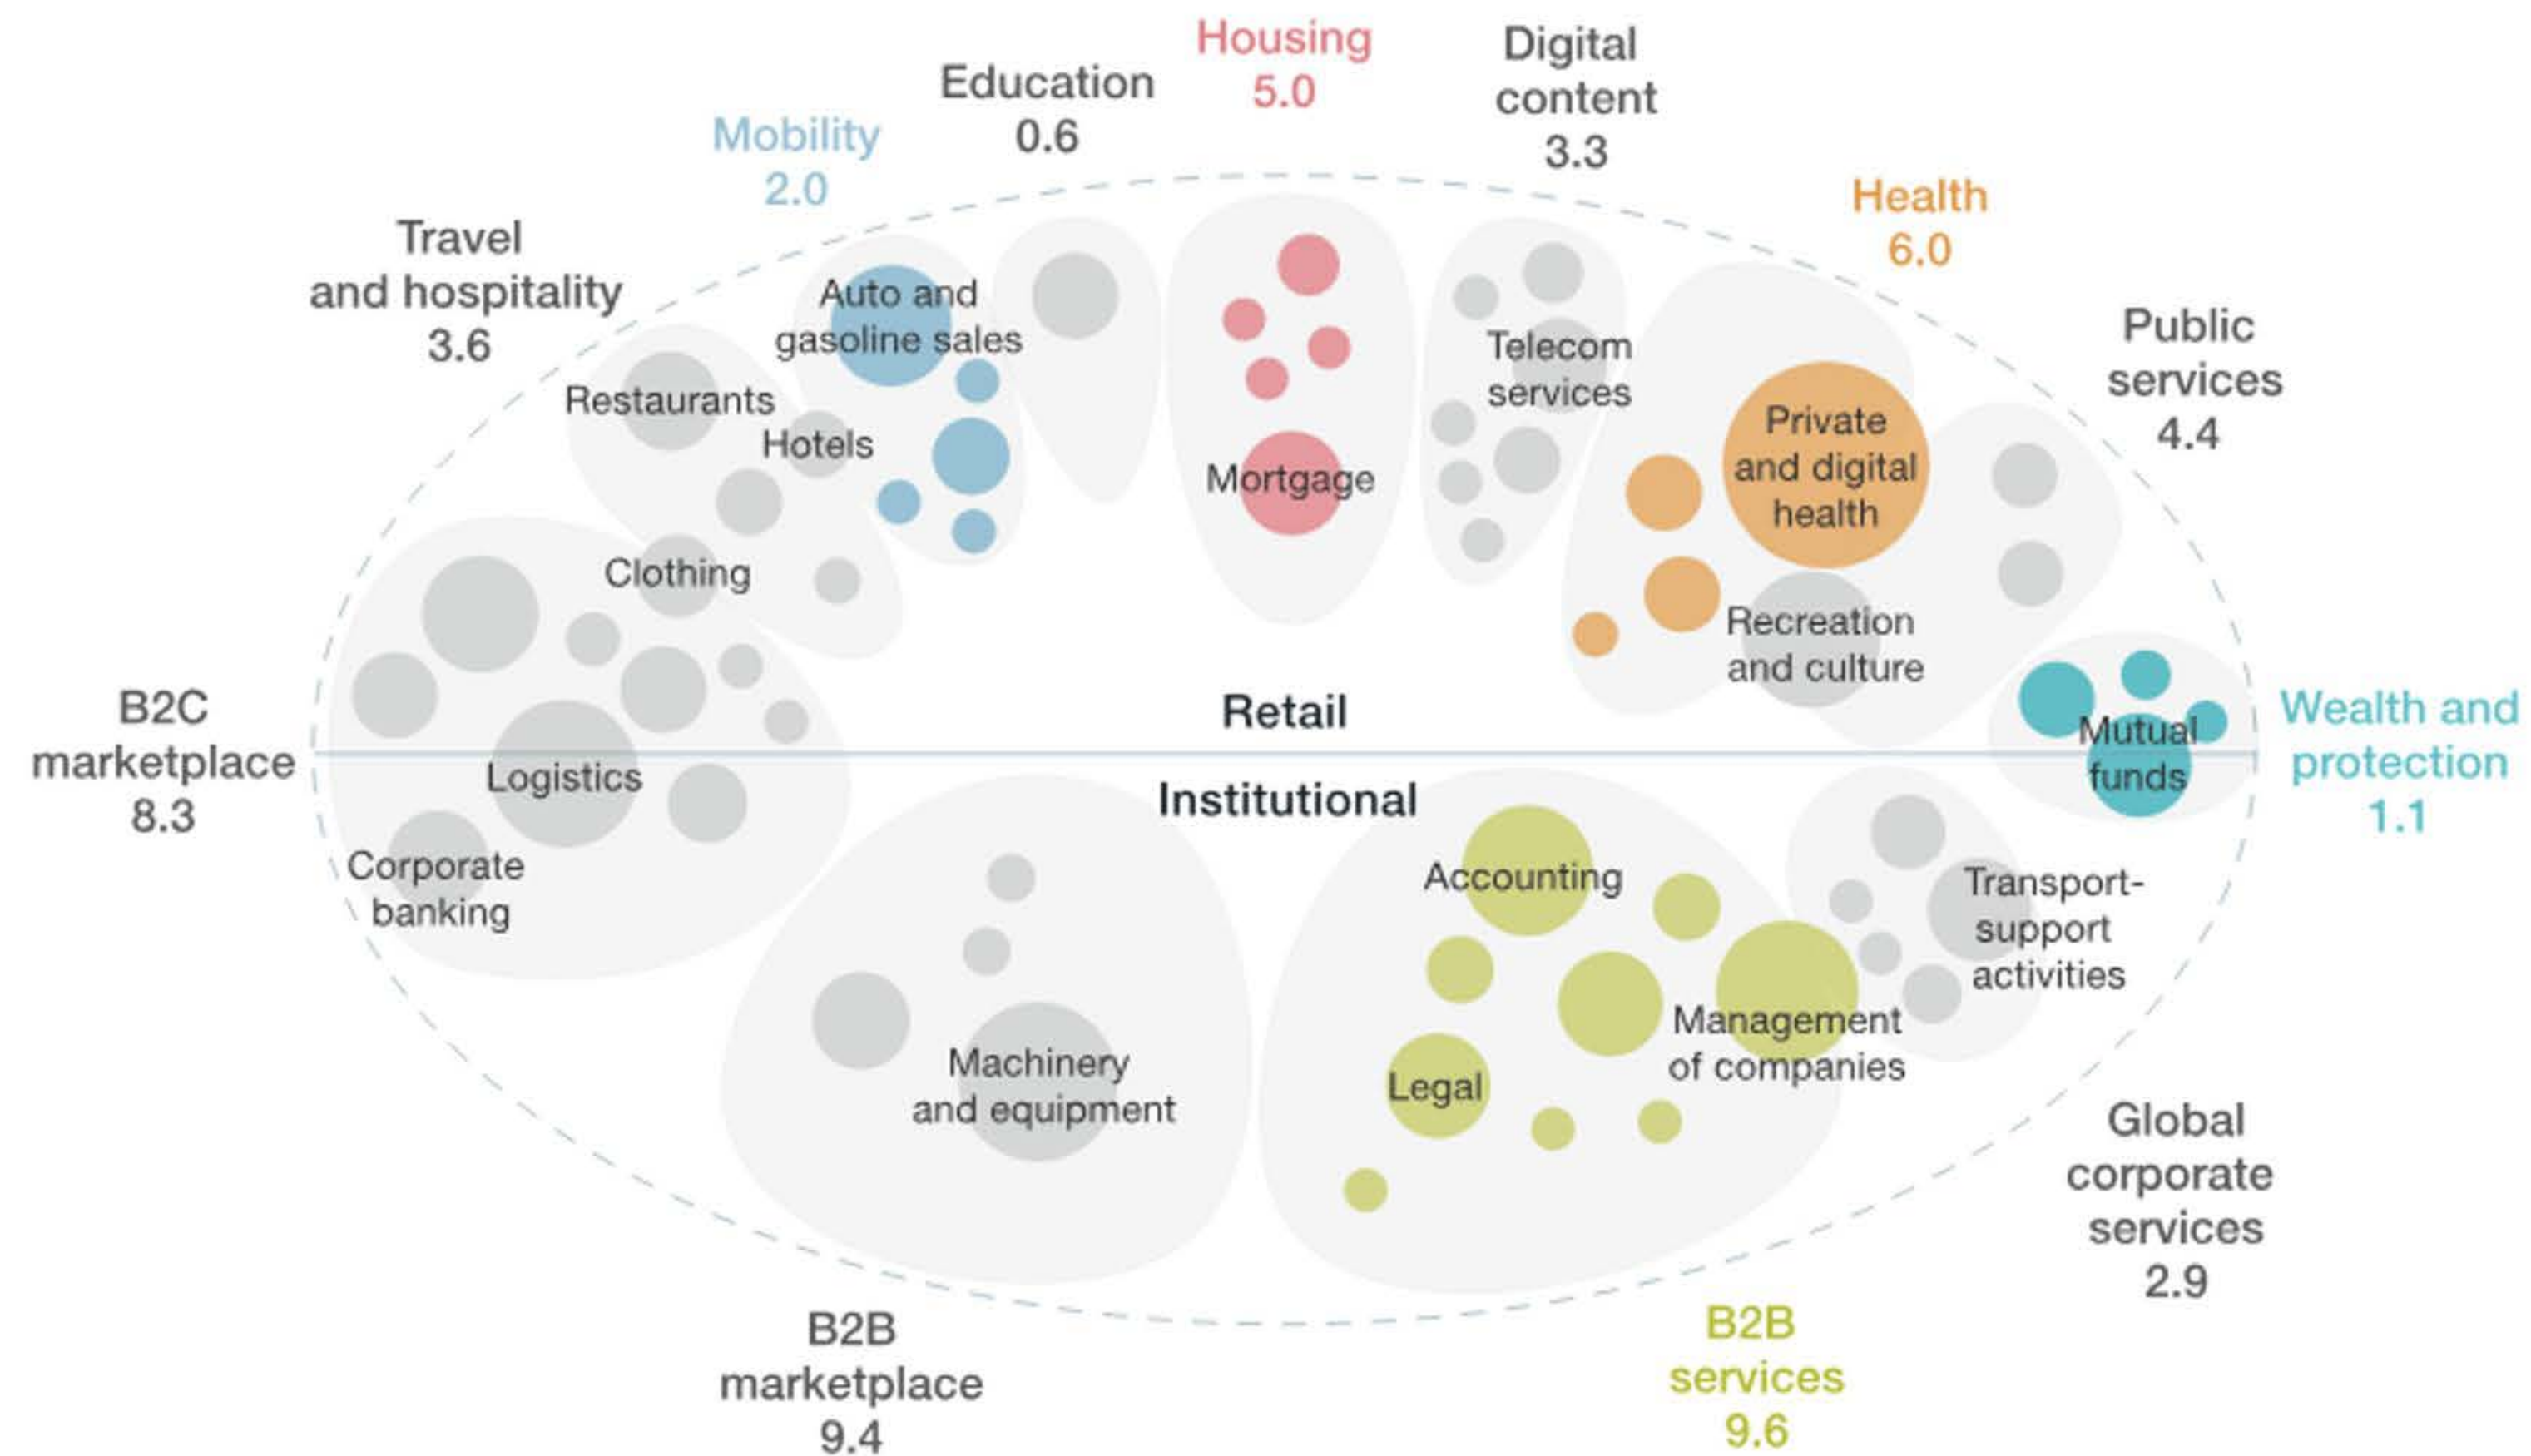 Housing
5.0
Digital
content
3.3
Education
0.6
Mobility
2.0
Health
6.0
Travel
and hospitality
3.6
Public
services
4.4
Auto and
gasoline sales
Restaurants
Hotels
Telecom
services
Mortgage
Private
and digital
health
Clothing
Recreation
and culture
B2C
marketplace
8.3
Retail
Wealth and
protection
1.1
Mutual
funds
Logistics
Institutional
Corporate
banking
Accounting
Transport-
support
activities
Machinery
and equipment
Management
of companies
Legal
Global
corporate
services
2.9
B2B
marketplace
9.4
B2B
services
9.6